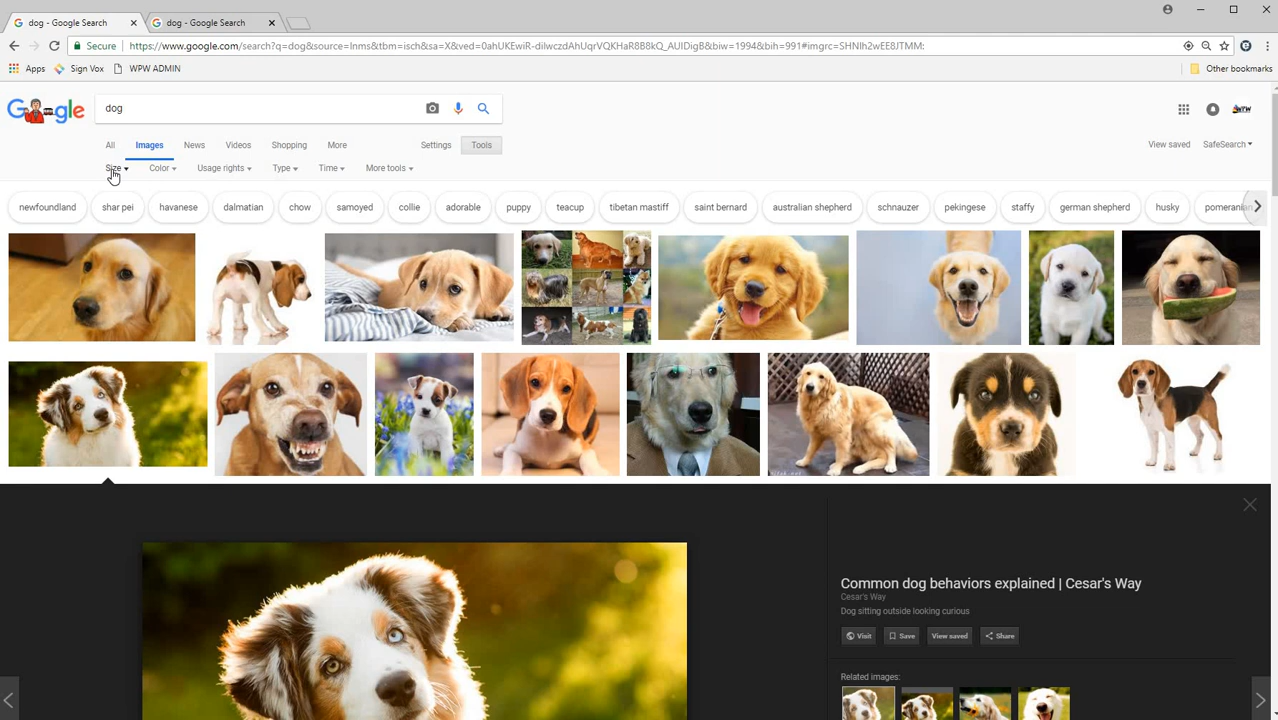 dog - Google Search
dog - Google Search
Secure https://www.google.com/search?q=dog&source=lnms&tbm=isch&sa=X&ved=0ahUKEwiR-dilwczdAhUqrVQKHaR8B8kQ_AUIDigB&biw=1994&bih=991#imgrc=SHNIh2wEE8JTMM:
Apps Sign Vox WPW ADMIN Other bookmarks
Google dog
All Images News Videos Shopping More Settings Tools View saved SafeSearch
Size Color Usage rights Type Time More tools
newfoundland shar pei havanese dalmatian chow samoyed collie adorable puppy teacup tibetan mastiff saint bernard australian shepherd schnauzer pekingese staffy german shepherd husky pomeranian
Common dog behaviors explained | Cesar's Way
Cesar's Way
Dog sitting outside looking curious
Visit Save View saved Share
Related images: